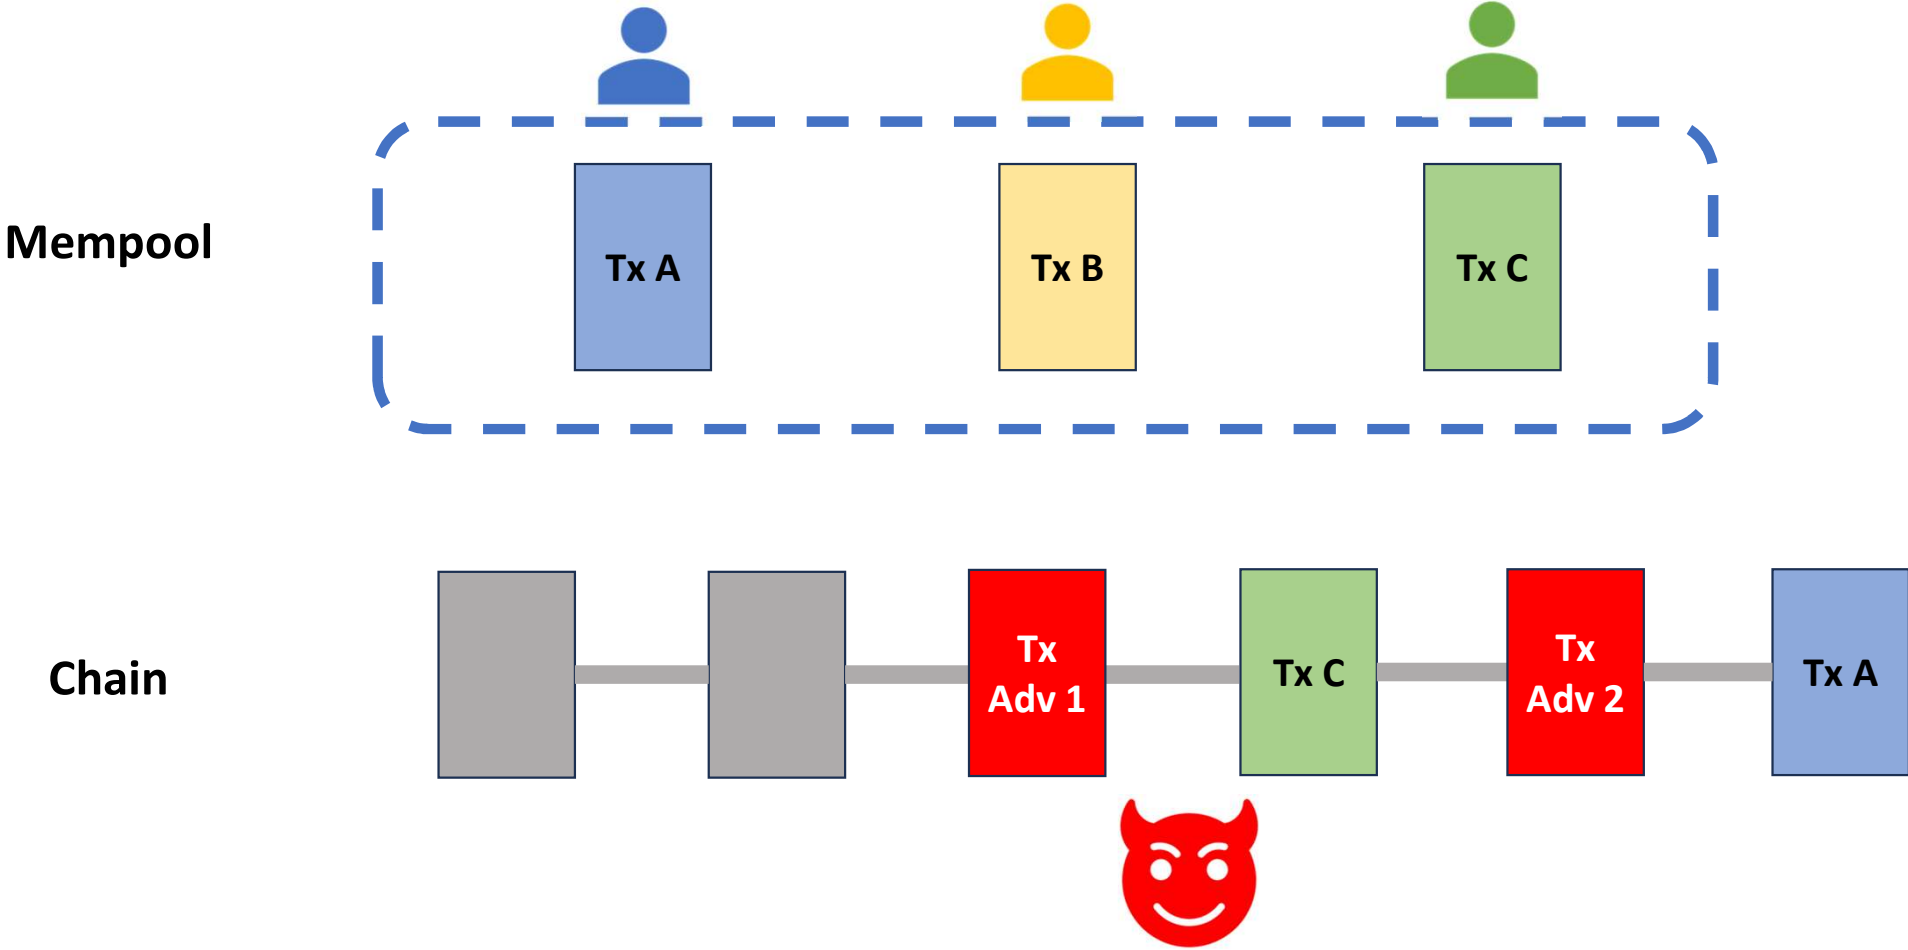 Mempool
Tx A
Tx B
Tx C
Chain
Tx
Adv 1
Tx C
Tx
Adv 2
Tx A